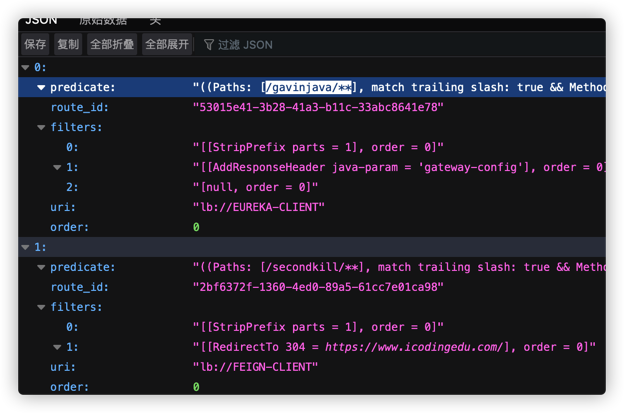 JSON 原始数据 头
保存 复制 全部折叠 全部展开 过滤 JSON
0:
predicate: "((Paths: [/gavinjava/**], match trailing slash: true && Method
route_id: "53015e41-3b28-41a3-b11c-33abc8641e78"
filters:
0: "[[StripPrefix parts = 1], order = 0]"
1: "[[AddResponseHeader java-param = 'gateway-config'], order = 0]
2: "[null, order = 0]"
uri: "lb://EUREKA-CLIENT"
order: 0
1:
predicate: "((Paths: [/secondkill/**], match trailing slash: true && Metho
route_id: "2bf6372f-1360-4ed0-89a5-61cc7e01ca98"
filters:
0: "[[StripPrefix parts = 1], order = 0]"
1: "[[RedirectTo 304 = https://www.icodingedu.com/], order = 0]"
uri: "lb://FEIGN-CLIENT"
order: 0